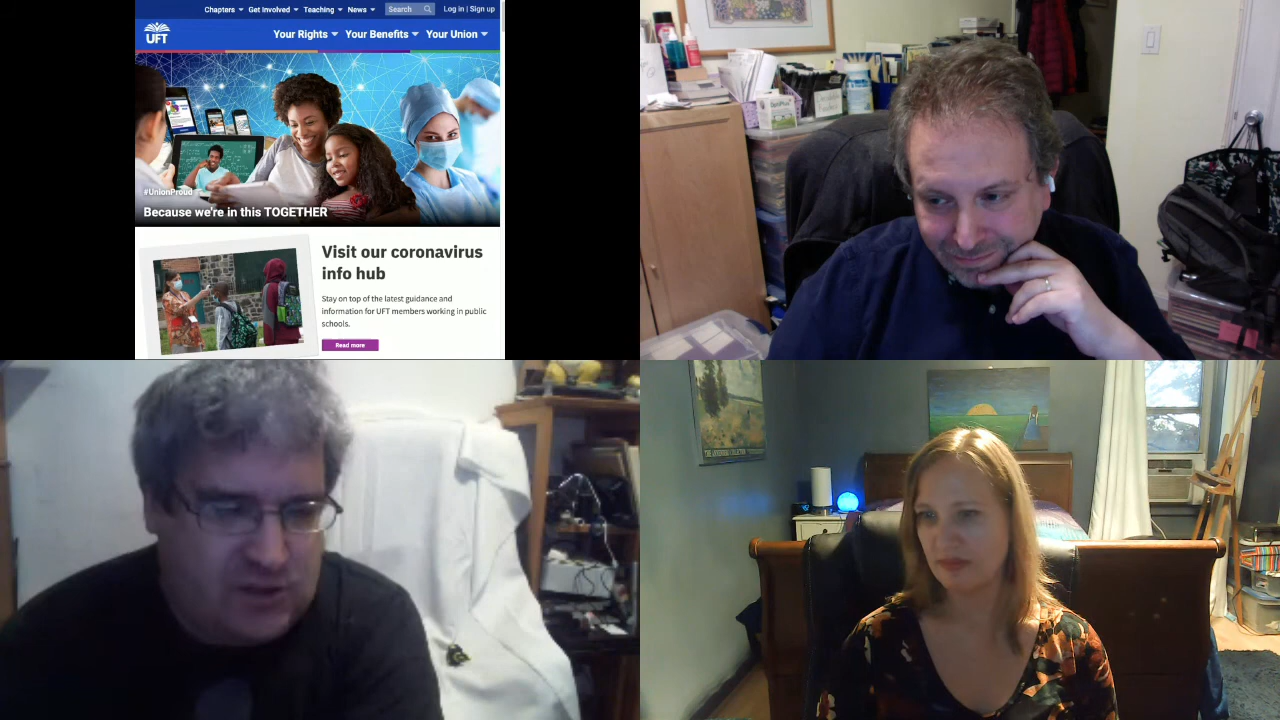 Chapters Get Involved Teaching News Search Log in | Sign up
UFT
Your Rights Your Benefits Your Union
#UnionProud
Because we're in this TOGETHER
Visit our coronavirus
info hub
Stay on top of the latest guidance and
information for UFT members working in public
schools.
Read more